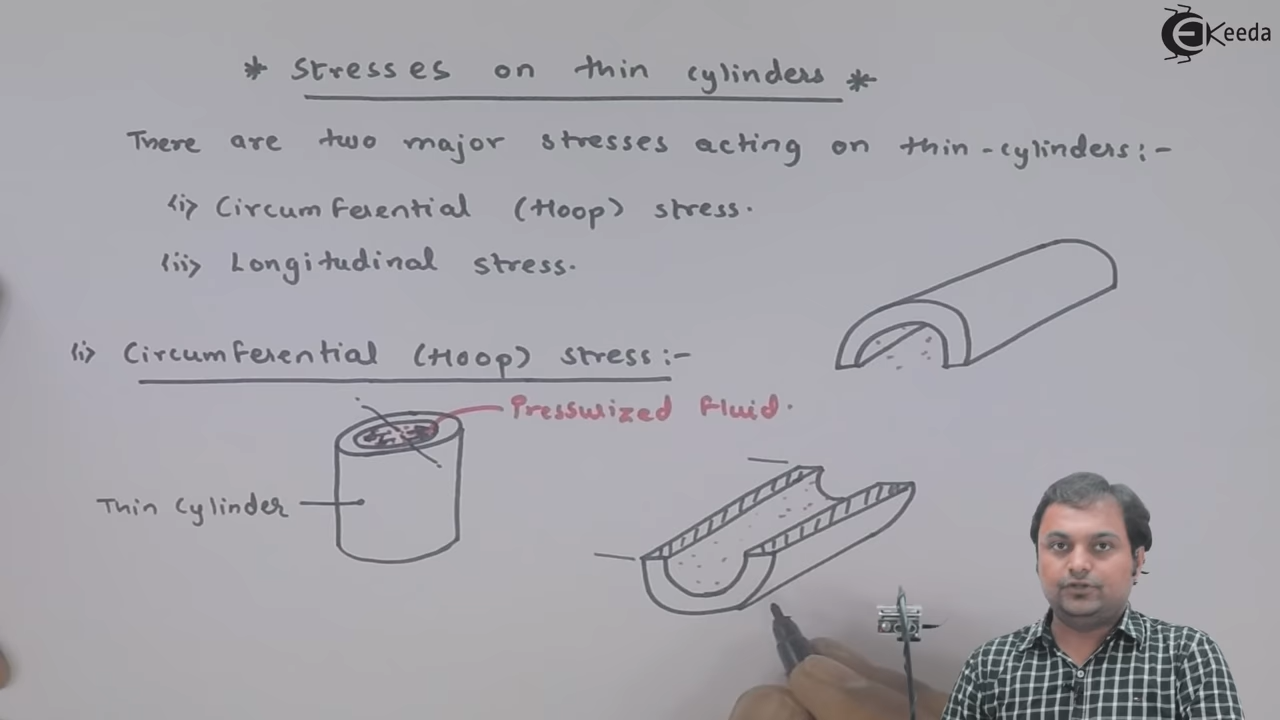 EKeeda
* Stresses on thin cylinders *
There are two major stresses acting on thin-cylinders:-
(i) Circumferential (Hoop) stress.
(ii) Longitudinal stress.
(i) Circumferential (Hoop) stress:-
Pressurized Fluid.
Thin Cylinder